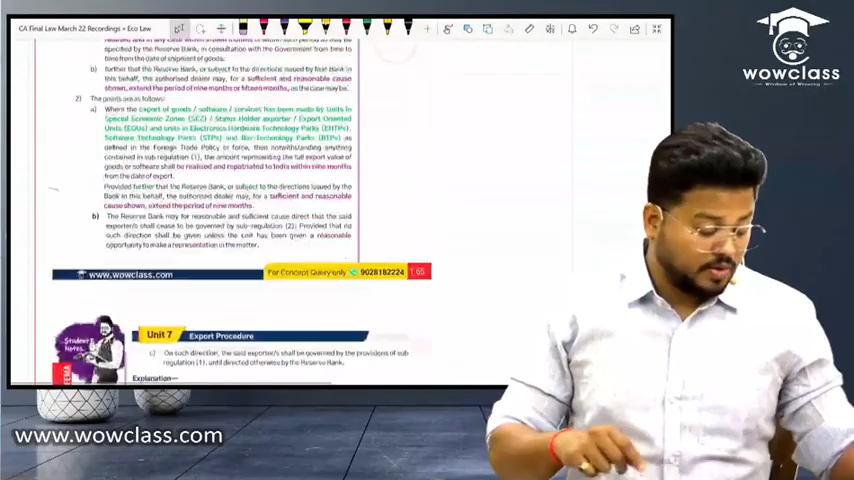 CA Final Law March 22 Recordings • Eco Law
specified by the Reserve Bank, in consultation with the Government from time to
time from the date of shipment of goods.
b) further that the Reserve Bank, or subject to the directions issued by that Bank in
this behalf, the authorised dealer may, for a sufficient and reasonable cause
shown, extend the period of nine months or fifteen months, as the case may be.
2) The points are as follows:
a) Where the export of goods / software / services has been made by Units in
Special Economic Zones (SEZ) / Status Holder exporter / Export Oriented
Units (EOUs) and units in Electronics Hardware Technology Parks (EHTPs),
Software Technology Parks (STPs) and Bio-Technology Parks (BTPs) as
defined in the Foreign Trade Policy or force, then notwithstanding anything
contained in sub regulation (1), the amount representing the full export value of
goods or software shall be realised and repatriated to India within nine months
from the date of export.
Provided further that the Reserve Bank, or subject to the directions issued by the
Bank in this behalf, the authorised dealer may, for a sufficient and reasonable
cause shown, extend the period of nine months.
b) The Reserve Bank may for reasonable and sufficient cause direct that the said
exporter/s shall cease to be governed by sub-regulation (2); Provided that no
such direction shall be given unless the unit has been given a reasonable
opportunity to make a representation in the matter.
www.wowclass.com
For Concept Query only 9028182224 1.65
Student Notes
FEMA
Unit 7 Export Procedure
c) On such direction, the said exporter/s shall be governed by the provisions of sub
regulation (1), until directed otherwise by the Reserve Bank.
Explanation—
www.wowclass.com
wowclass
Wisdom of Weaving